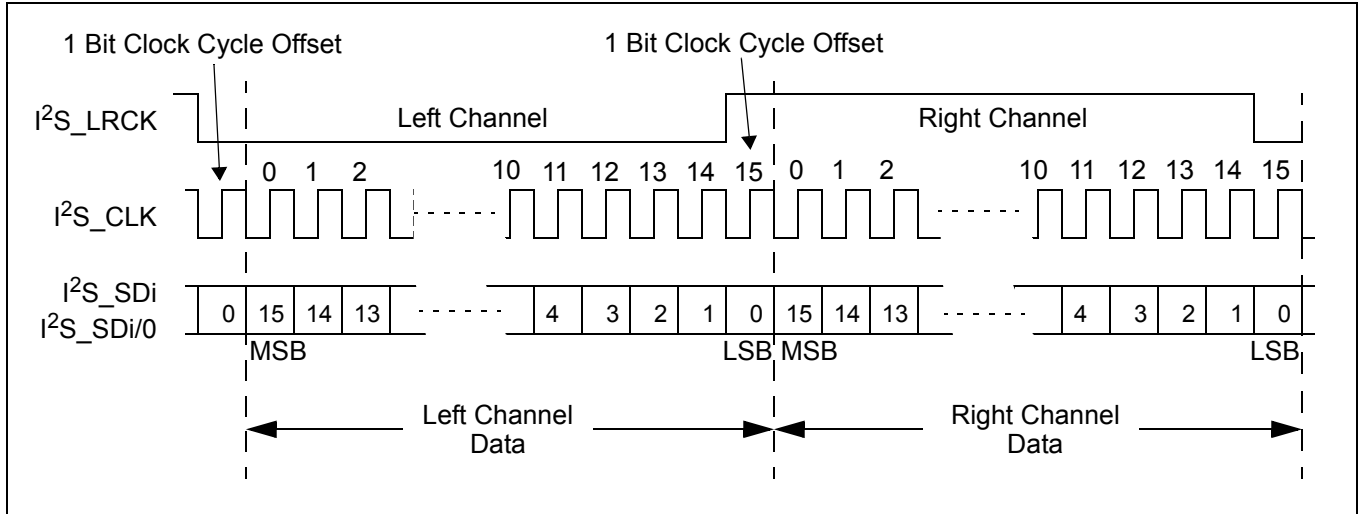 1 Bit Clock Cycle Offset 1 Bit Clock Cycle Offset
I²S_LRCK Left Channel Right Channel
0 1 2 10 11 12 13 14 15 0 1 2 10 11 12 13 14 15
I²S_CLK
I²S_SDi
I²S_SDi/0 0 15 14 13 4 3 2 1 0 15 14 13 4 3 2 1 0
MSB LSB MSB LSB
Left Channel Right Channel
Data Data